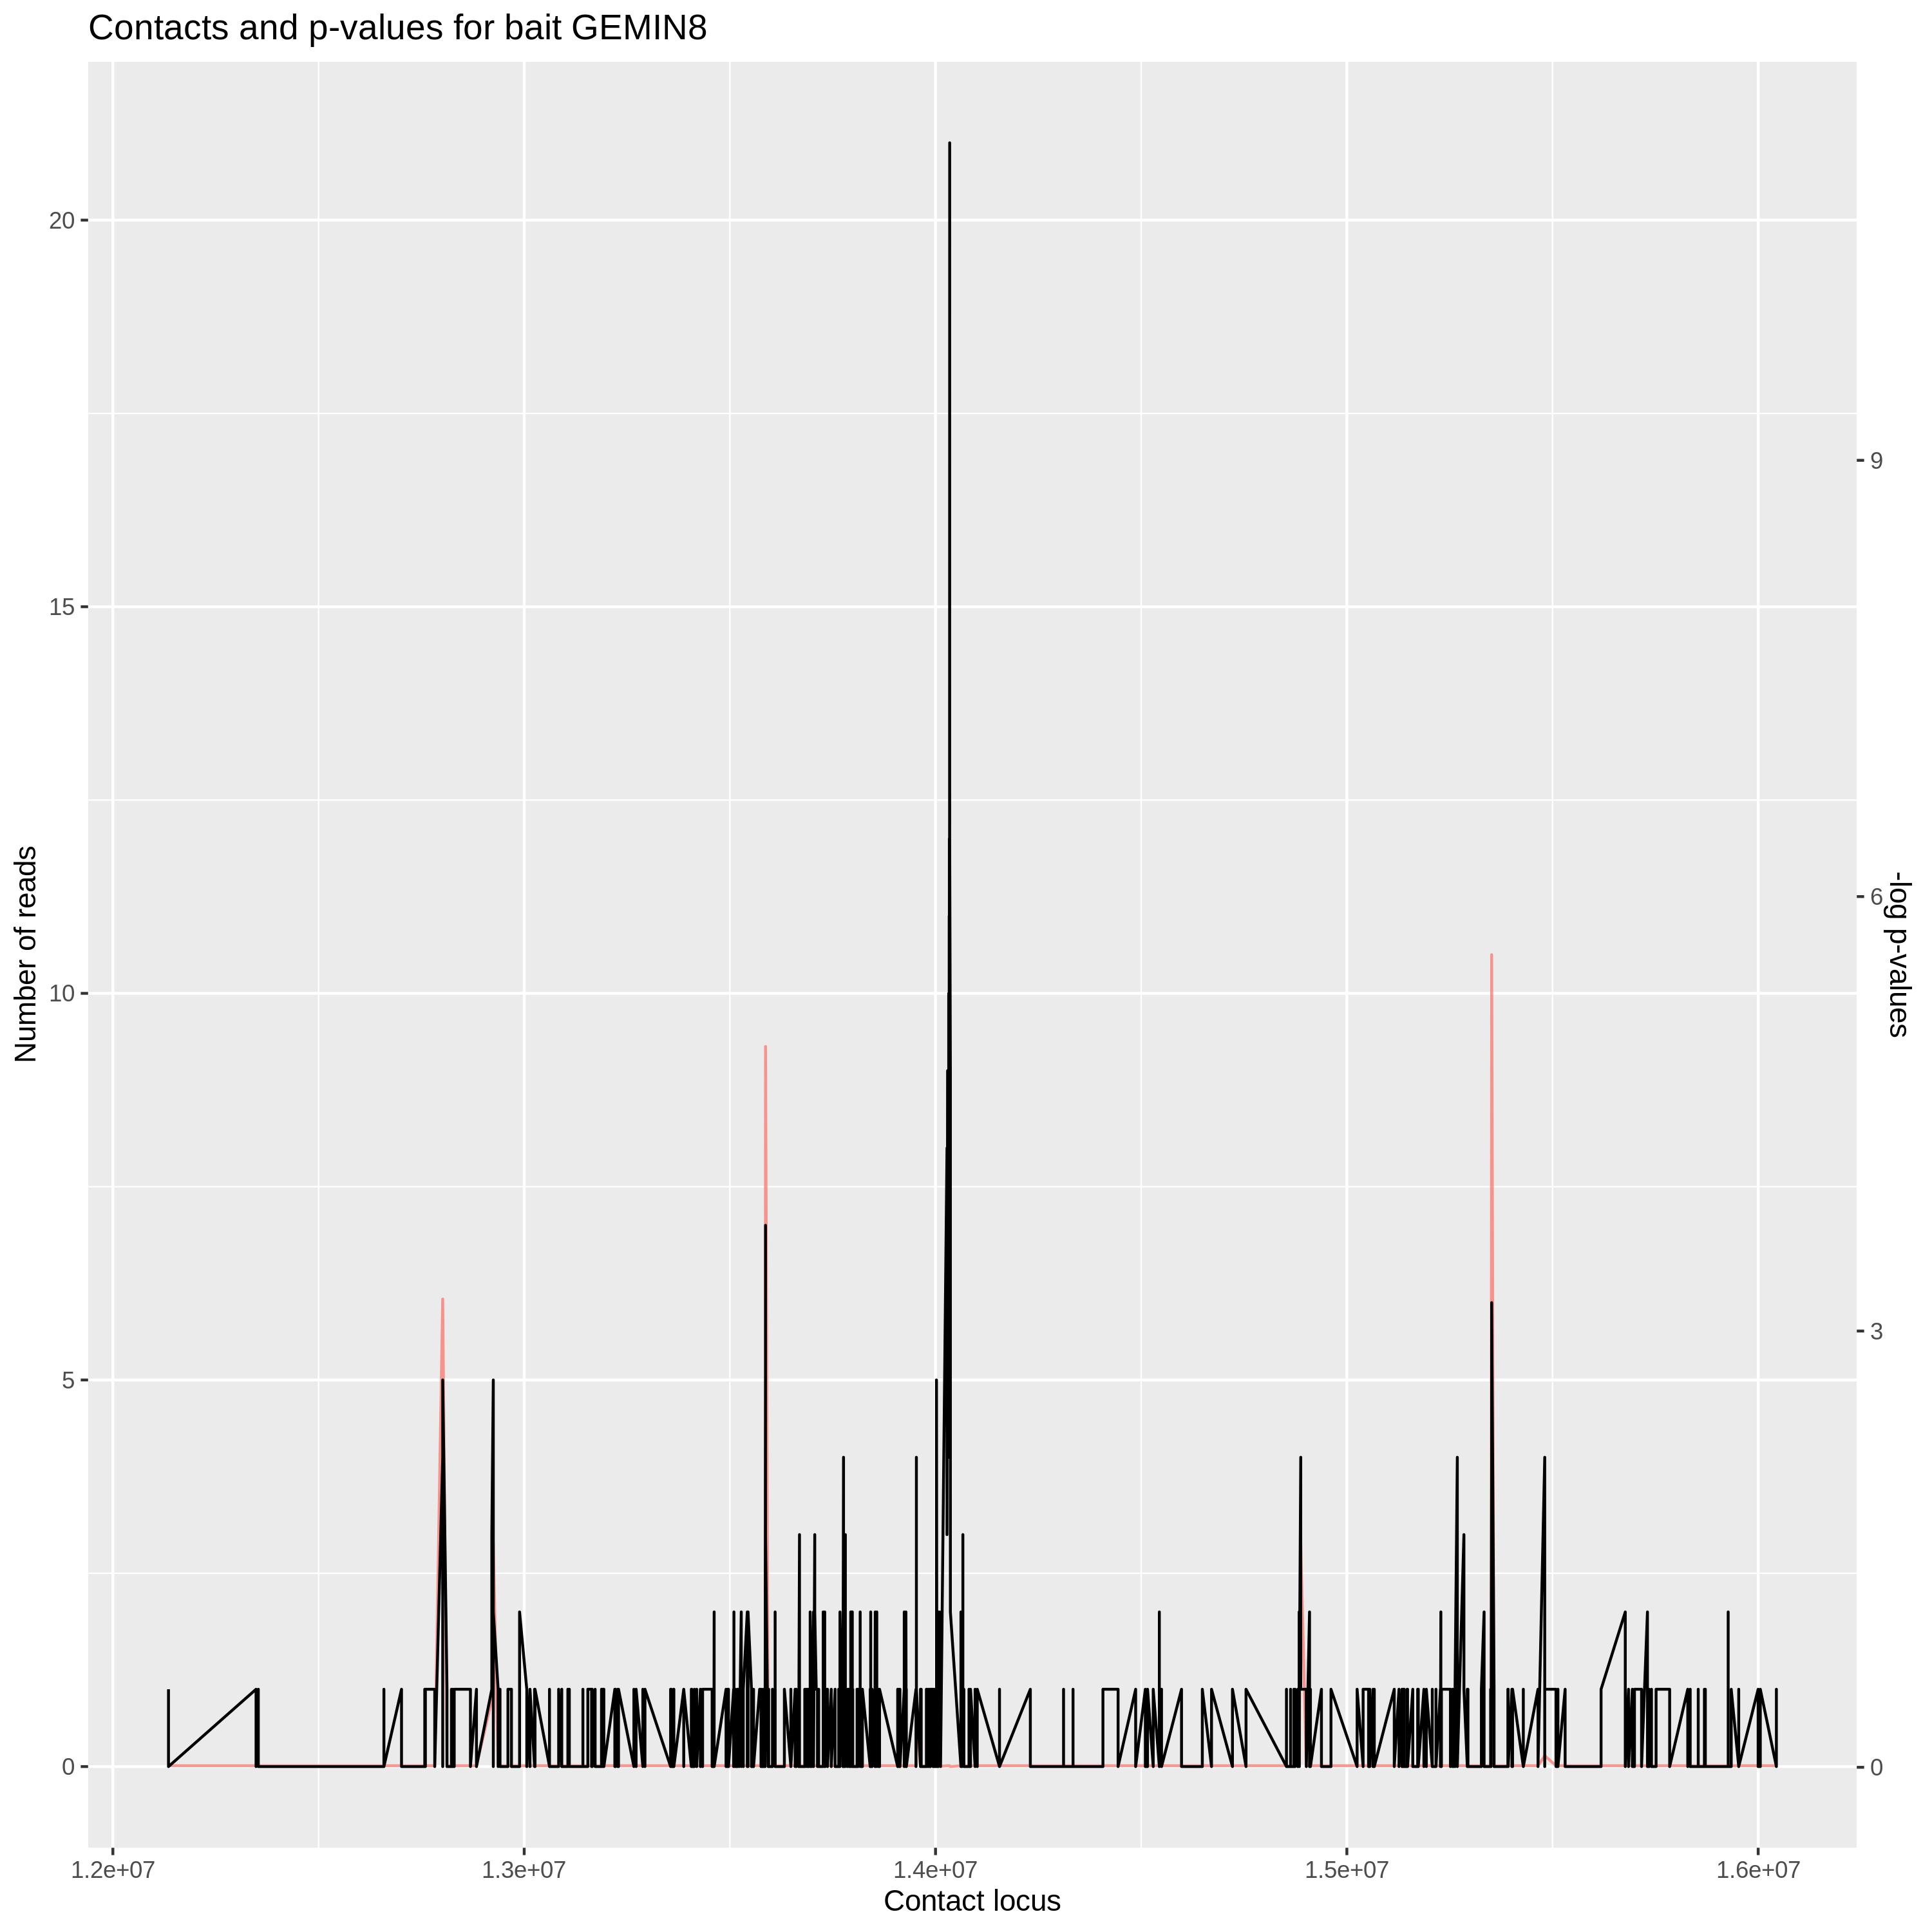 Contacts and p-values for bait GEMIN8
20
15
10
5
0
Number of reads
9
6
3
0
-log p-values
1.2e+07
1.3e+07
1.4e+07
1.5e+07
1.6e+07
Contact locus